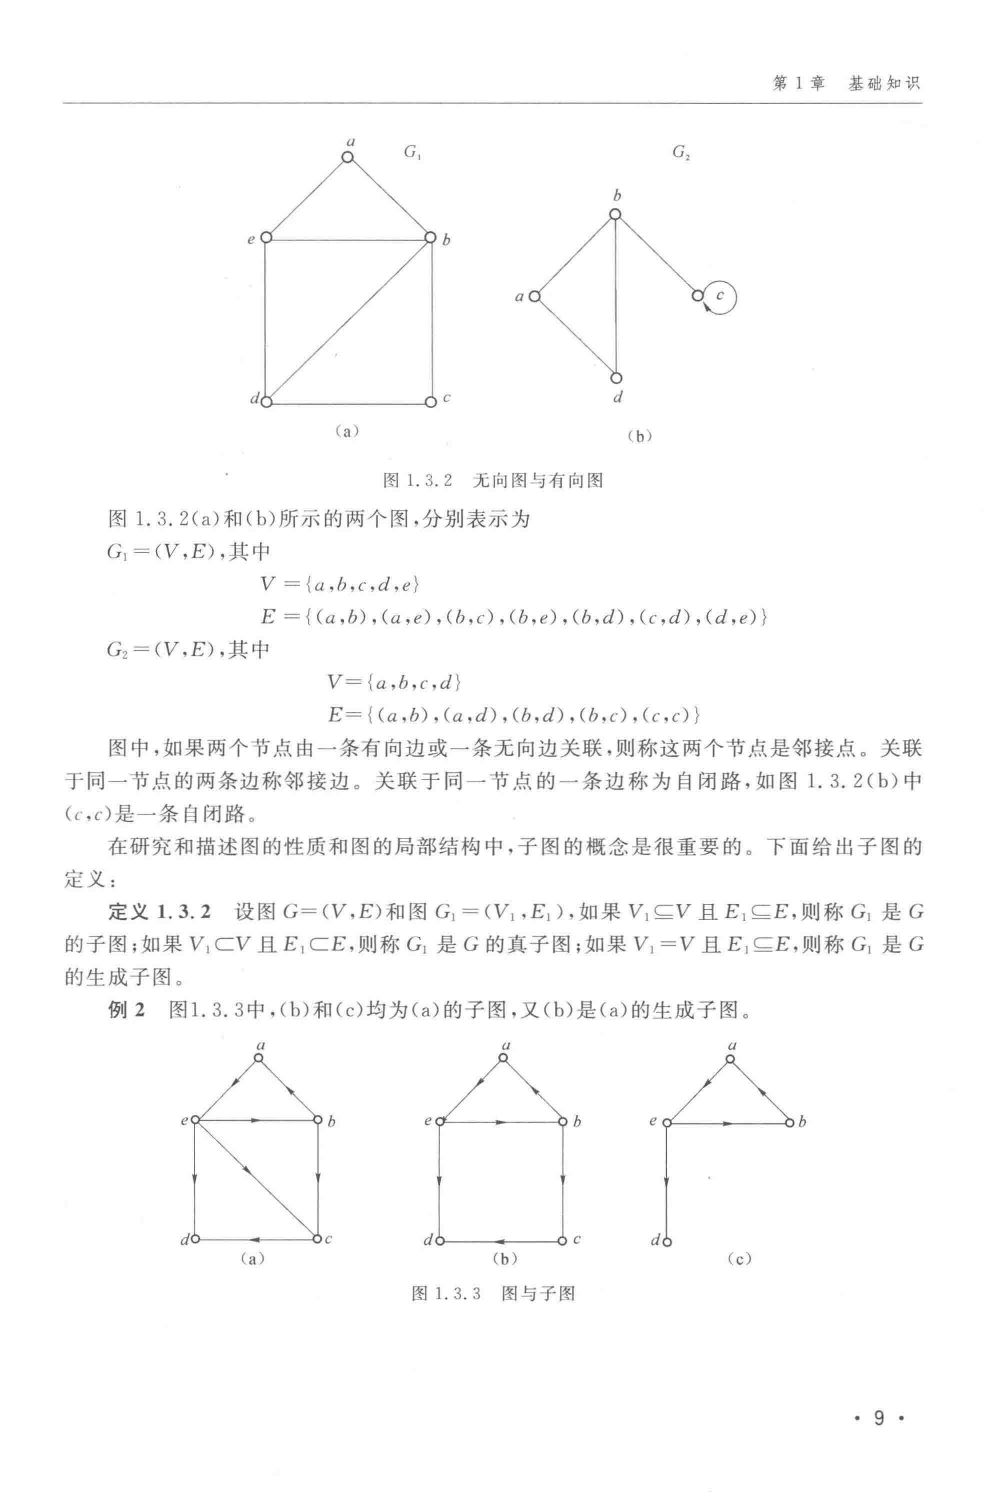 第1章　基础知识
a
G₁
G₂
b
e
b
a
c
d
c
d
(a)
(b)
图 1.3.2　无向图与有向图
图 1.3.2(a)和(b)所示的两个图,分别表示为
G₁=(V,E),其中
V={a,b,c,d,e}
E={(a,b),(a,e),(b,c),(b,e),(b,d),(c,d),(d,e)}
G₂=(V,E),其中
V={a,b,c,d}
E={(a,b),(a,d),(b,d),(b,c),(c,c)}
图中,如果两个节点由一条有向边或一条无向边关联,则称这两个节点是邻接点。关联
于同一节点的两条边称邻接边。关联于同一节点的一条边称为自闭路,如图 1.3.2(b)中
(c,c)是一条自闭路。
在研究和描述图的性质和图的局部结构中,子图的概念是很重要的。下面给出子图的
定义:
定义 1.3.2　设图 G=(V,E)和图 G₁=(V₁,E₁),如果 V₁⊆V 且 E₁⊆E,则称 G₁ 是 G
的子图;如果 V₁⊂V 且 E₁⊂E,则称 G₁ 是 G 的真子图;如果 V₁=V 且 E₁⊆E,则称 G₁ 是 G
的生成子图。
例 2　图1.3.3中,(b)和(c)均为(a)的子图,又(b)是(a)的生成子图。
a
a
a
e
b
e
b
e
b
d
c
d
c
d
(a)
(b)
(c)
图 1.3.3　图与子图
· 9 ·